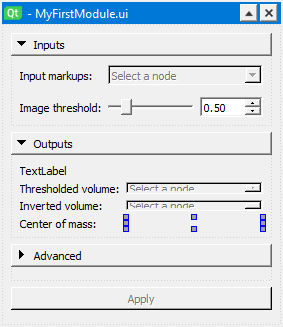 Qt - MyFirstModule.ui
Inputs
Input markups: Select a node
Image threshold: 0.50
Outputs
TextLabel
Thresholded volume: Select a node
Inverted volume: Select a node
Center of mass:
Advanced
Apply